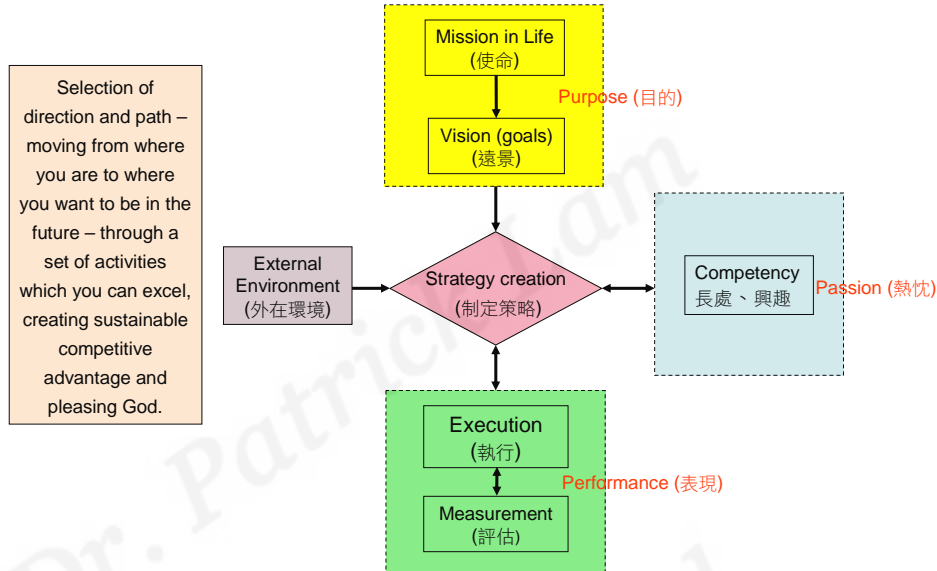 Mission in Life
(使命)
Purpose (目的)
Vision (goals)
(遠景)
Selection of
direction and path –
moving from where
you are to where
you want to be in the
future – through a
set of activities
which you can excel,
creating sustainable
competitive
advantage and
pleasing God.
External
Environment
(外在環境)
Strategy creation
(制定策略)
Competency
長處、興趣
Passion (熱忱)
Execution
(執行)
Performance (表現)
Measurement
(評估)
Dr. Patrick Lam